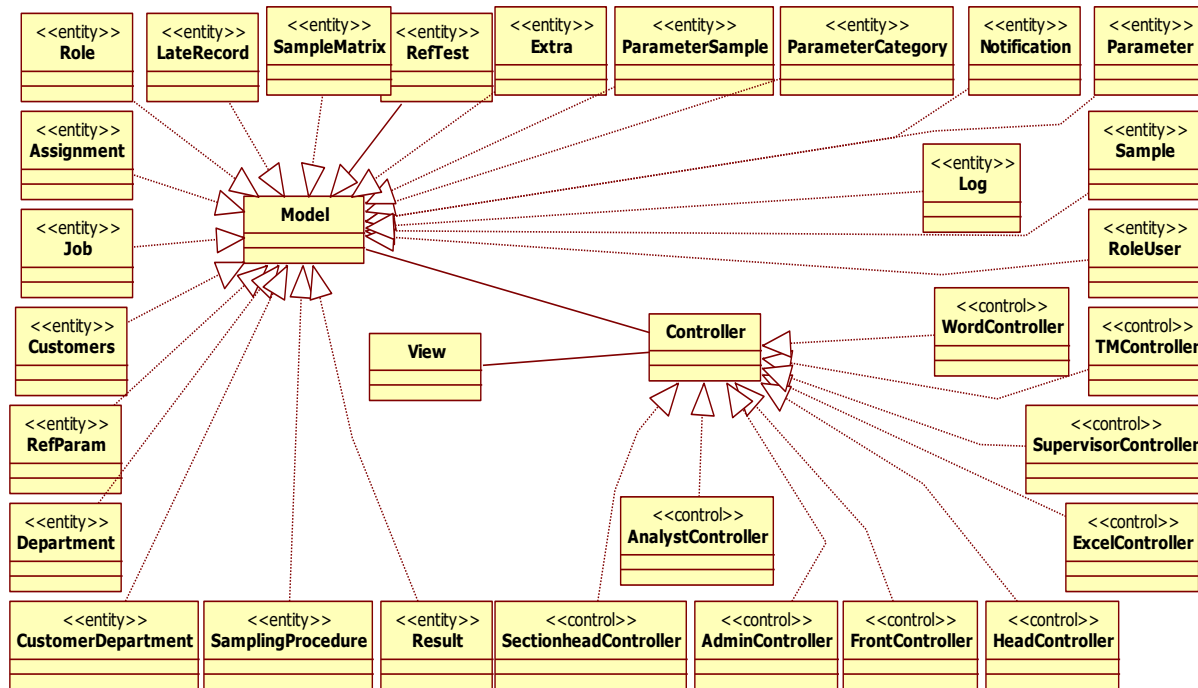 <<entity>>
Role
<<entity>>
LateRecord
<<entity>>
SampleMatrix
<<entity>>
RefTest
<<entity>>
Extra
<<entity>>
ParameterSample
<<entity>>
ParameterCategory
<<entity>>
Notification
<<entity>>
Parameter
<<entity>>
Assignment
<<entity>>
Sample
<<entity>>
Log
Model
<<entity>>
Job
<<entity>>
RoleUser
<<entity>>
Customers
View
Controller
<<control>>
WordController
<<control>>
TMController
<<entity>>
RefParam
<<control>>
SupervisorController
<<entity>>
Department
<<control>>
AnalystController
<<control>>
ExcelController
<<entity>>
CustomerDepartment
<<entity>>
SamplingProcedure
<<entity>>
Result
<<control>>
SectionheadController
<<control>>
AdminController
<<control>>
FrontController
<<control>>
HeadController